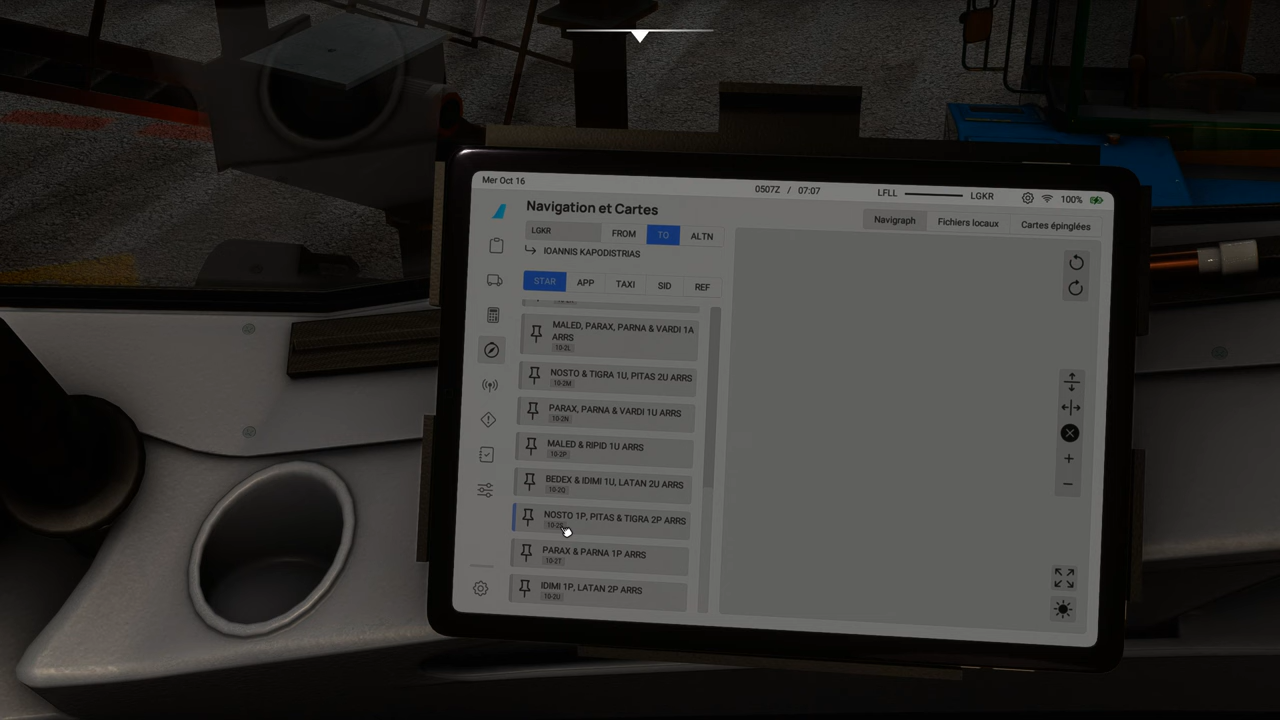 Mer Oct 16
0507Z / 07:07
LFLL
LGKR
100%
Navigation et Cartes
Navigraph
Fichiers locaux
Cartes épinglées
LGKR
FROM
TO
ALTN
IOANNIS KAPODISTRIAS
STAR
APP
TAXI
SID
REF
MALED, PARAX, PARNA & VARDI 1A
ARRS
10-2L
NOSTO & TIGRA 1U, PITAS 2U ARRS
10-2M
PARAX, PARNA & VARDI 1U ARRS
10-2N
MALED & RIPID 1U ARRS
10-2P
BEDEX & IDIMI 1U, LATAN 2U ARRS
10-2Q
NOSTO 1P, PITAS & TIGRA 2P ARRS
PARAX & PARNA 1P ARRS
10-2T
IDIMI 1P, LATAN 2P ARRS
10-2U